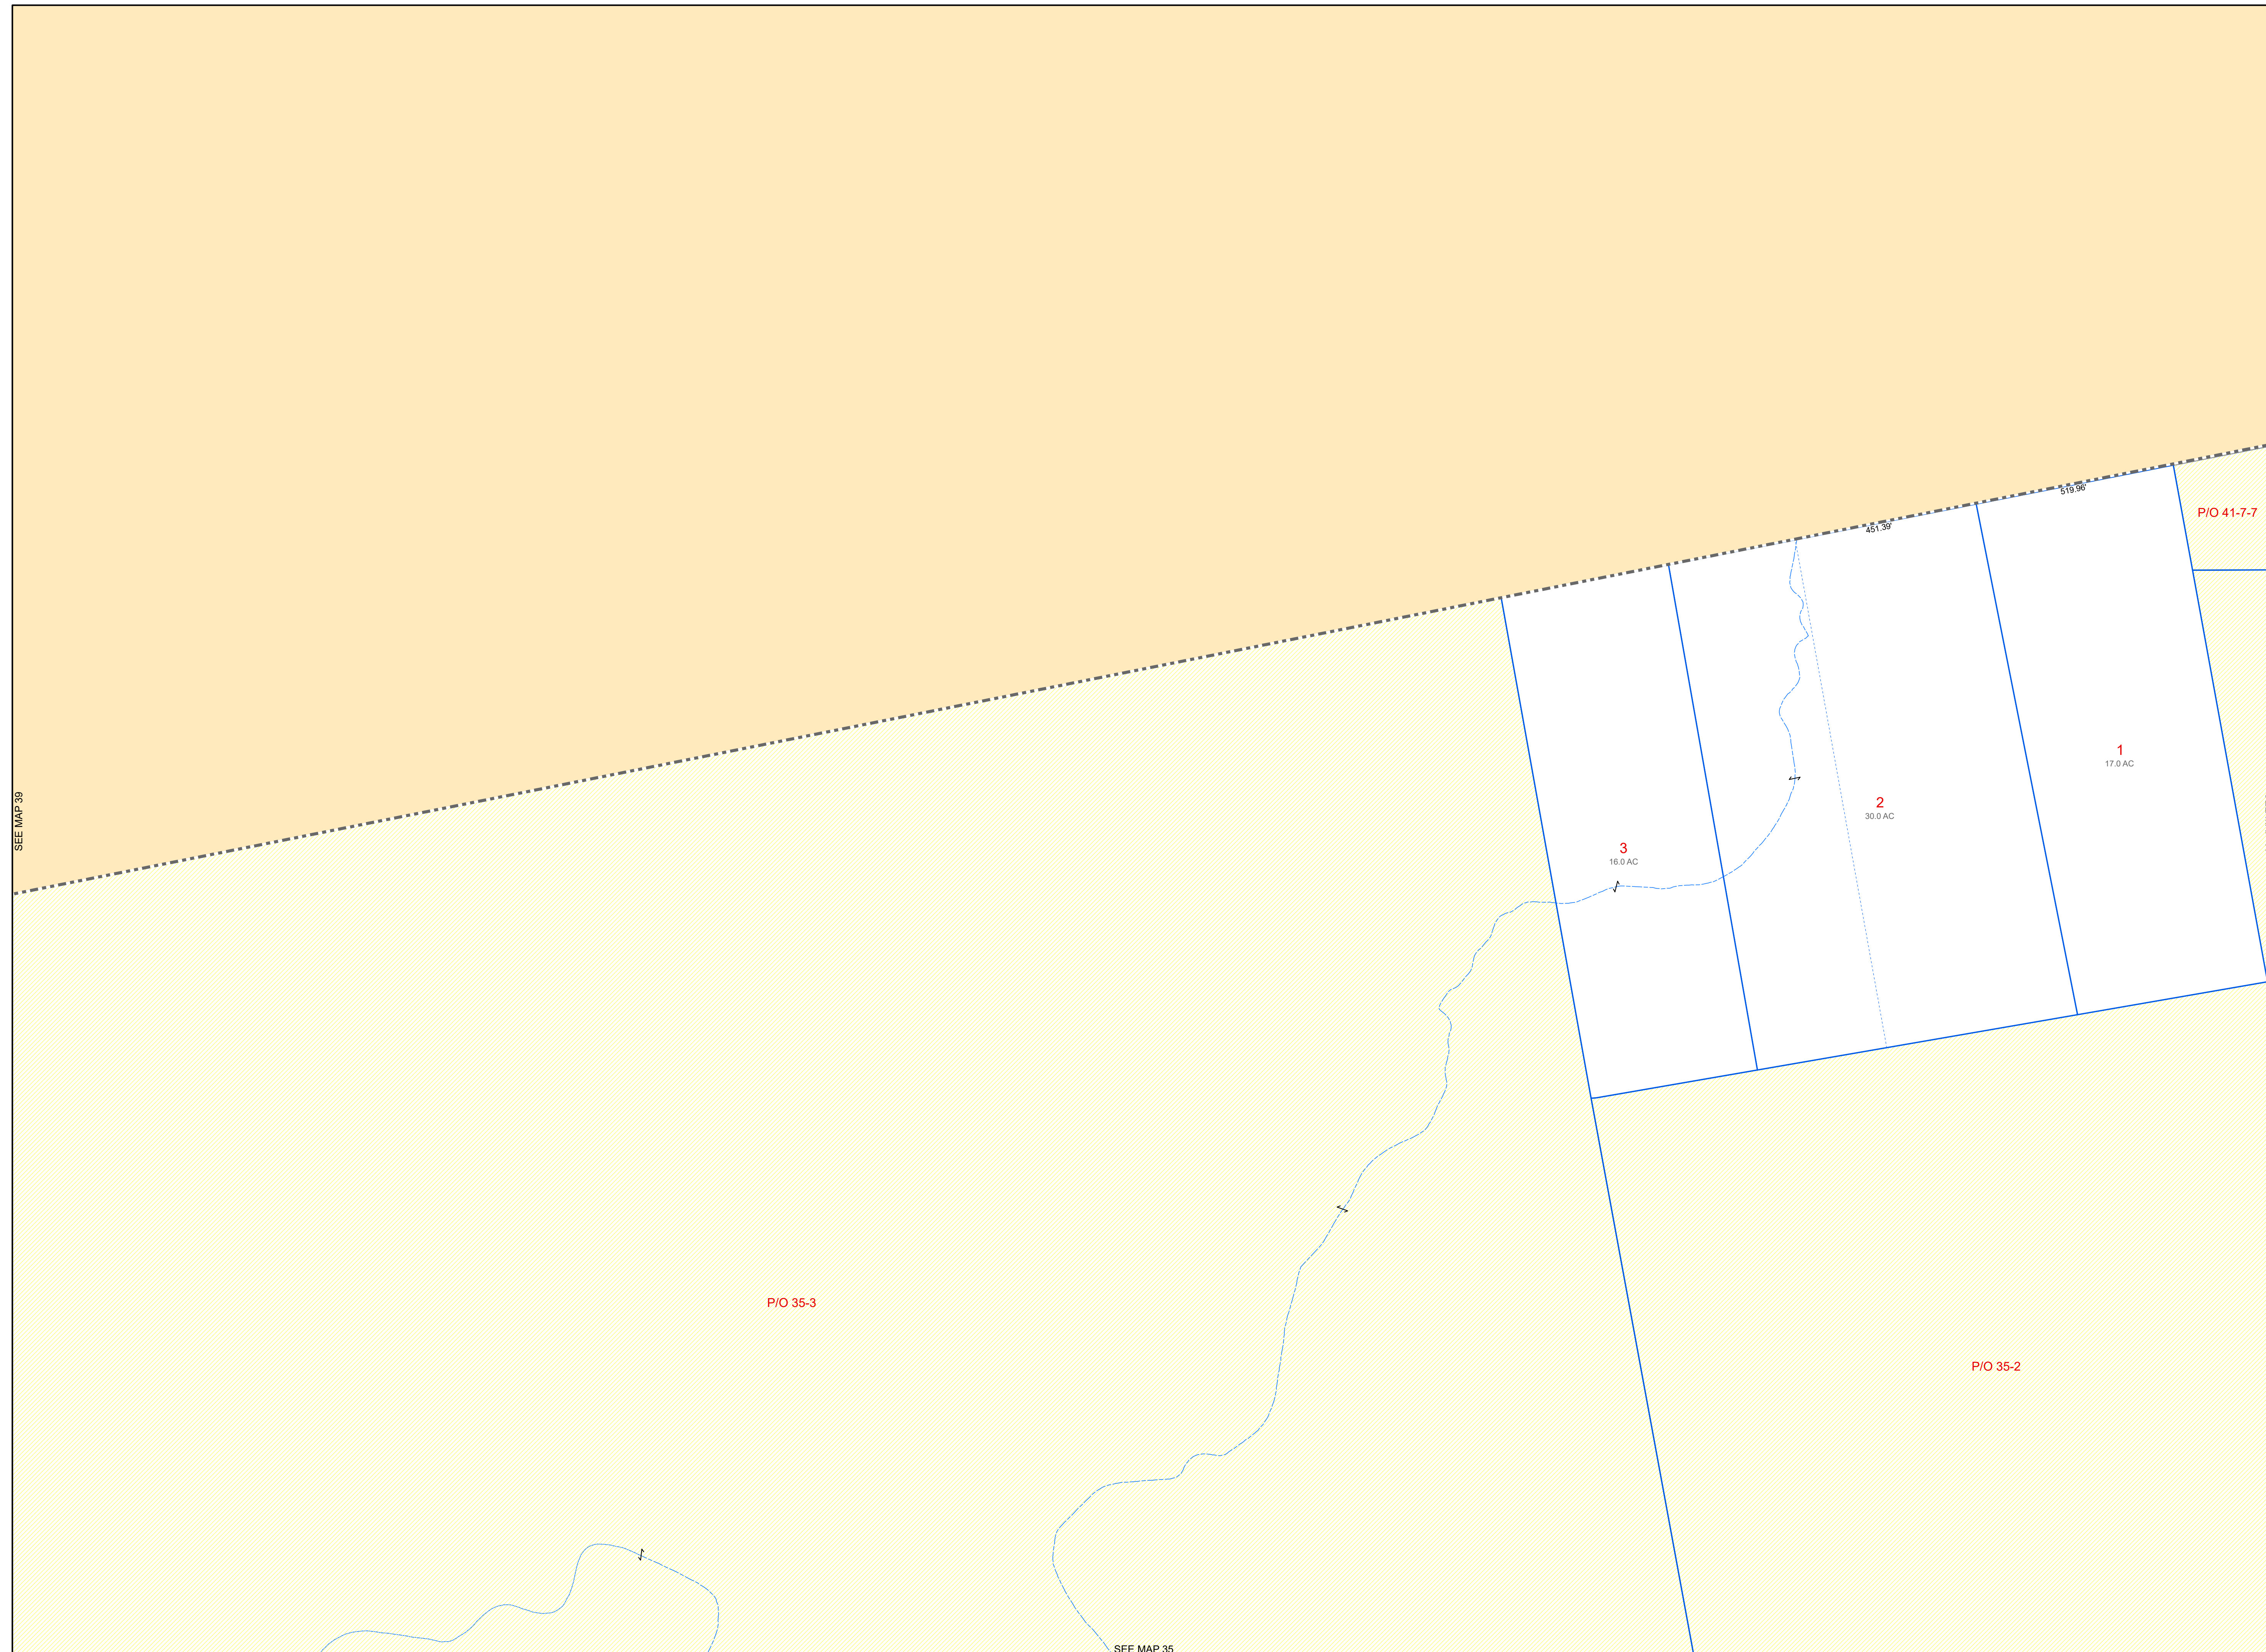 519.96'
P/O 41-7-7
451.39'
1
17.0 AC
2
30.0 AC
SEE MAP 39
3
16.0 AC
P/O 35-3
P/O 35-2
SEE MAP 35